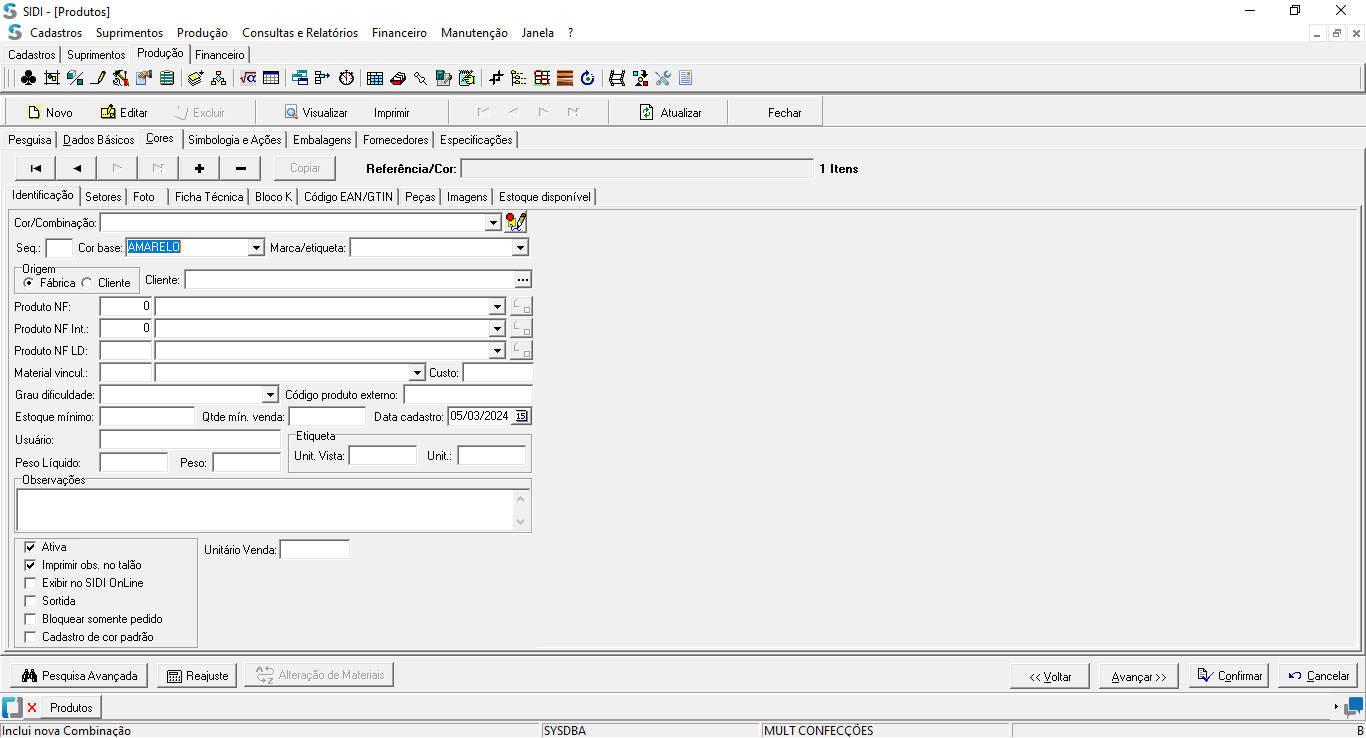 SIDI - [Produtos]
Cadastros Suprimentos Produção Consultas e Relatórios Financeiro Manutenção Janela ?
Cadastros Suprimentos Produção Financeiro
Novo Editar Excluir Visualizar Imprimir Atualizar Fechar
Pesquisa Dados Básicos Cores Simbologia e Ações Embalagens Fornecedores Especificações
Copiar Referência/Cor: 1 Itens
Identificação Setores Foto Ficha Técnica Bloco K Código EAN/GTIN Peças Imagens Estoque disponível
Cor/Combinação:
Seq.: Cor base: AMARELO Marca/etiqueta:
Origem
Fábrica Cliente Cliente: ...
Produto NF: 0
Produto NF Int.: 0
Produto NF LD:
Material vincul.: Custo:
Grau dificuldade: Código produto externo:
Estoque mínimo: Qtde mín. venda: Data cadastro: 05/03/2024 15
Usuário: Etiqueta
Unit. Vista: Unit.:
Peso Líquido: Peso:
Observações
Ativa Unitário Venda:
Imprimir obs. no talão
Exibir no SIDI OnLine
Sortida
Bloquear somente pedido
Cadastro de cor padrão
Pesquisa Avançada Reajuste Alteração de Materiais << Voltar Avançar >> Confirmar Cancelar
Produtos
Inclui nova Combinação SYSDBA MULT CONFECÇÕES B